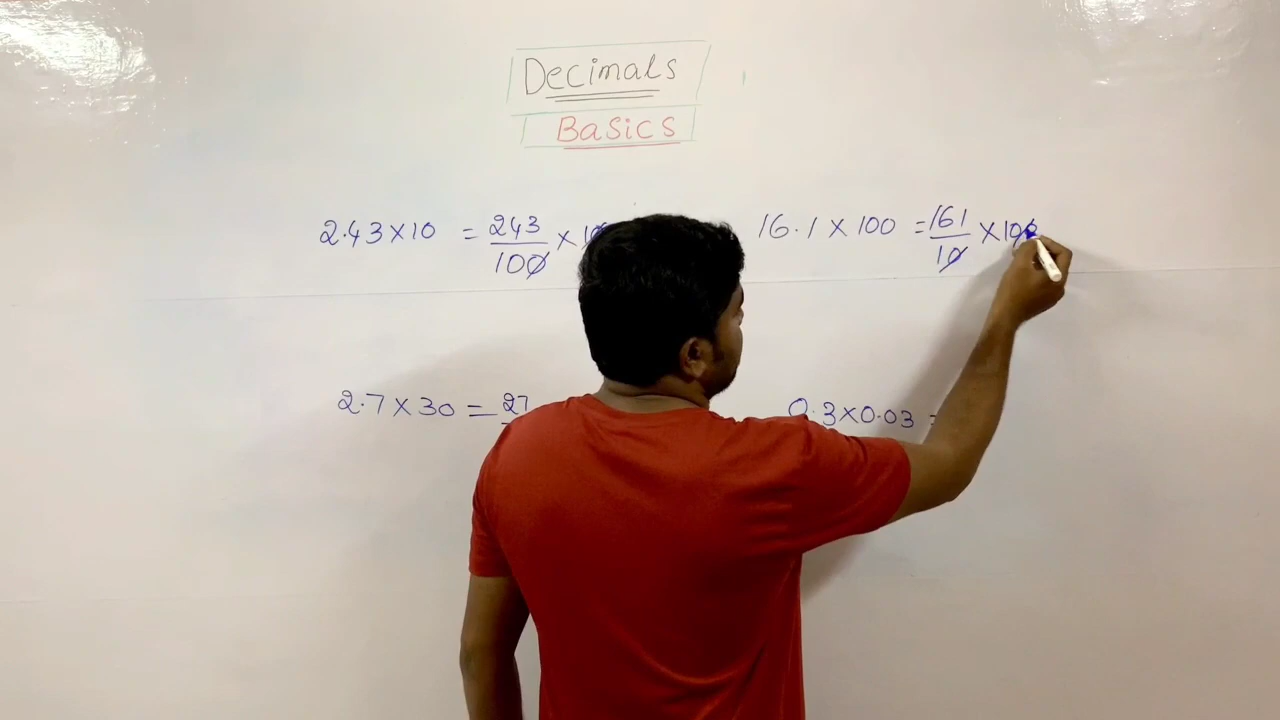 Decimals
Basics
2.43×10 = 243/100 × 10
16.1 × 100 = 161/10 × 100
2.7 × 30 = 27
0.3×0.03 =